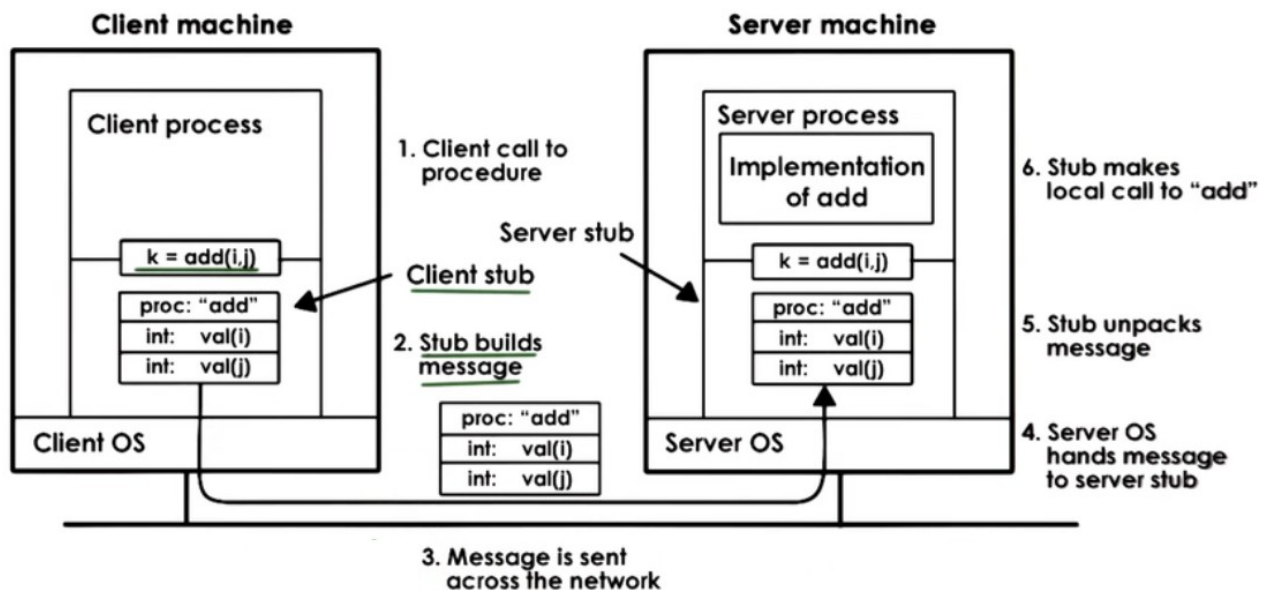 Client machine
Server machine
Client process
1. Client call to
procedure
k = add(i,j)
Client stub
proc: "add"
int: val(i)
int: val(j)
2. Stub builds
message
proc: "add"
int: val(i)
int: val(j)
Client OS
3. Message is sent
across the network
Server process
Implementation
of add
Server stub
k = add(i,j)
proc: "add"
int: val(i)
int: val(j)
Server OS
6. Stub makes
local call to "add"
5. Stub unpacks
message
4. Server OS
hands message
to server stub